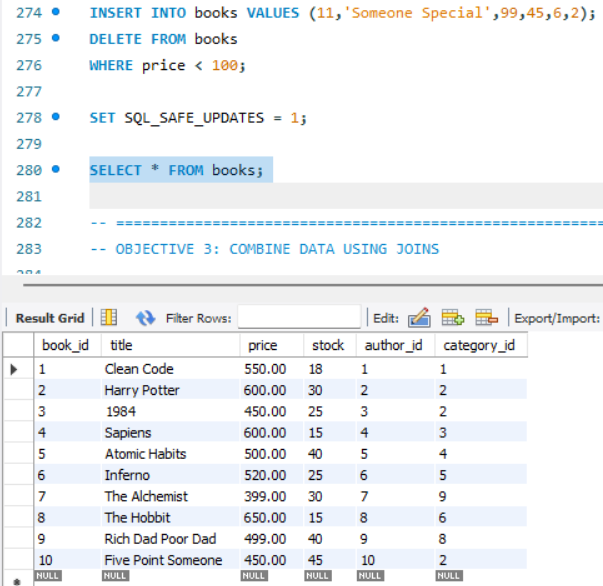 274 INSERT INTO books VALUES (11,'Someone Special',99,45,6,2);
275 DELETE FROM books
276 WHERE price < 100;
277
278 SET SQL_SAFE_UPDATES = 1;
279
280 SELECT * FROM books;
281
282 -- =======================================================
283 -- OBJECTIVE 3: COMBINE DATA USING JOINS
Result Grid Filter Rows: Edit: Export/Import:
book_id title price stock author_id category_id
1 Clean Code 550.00 18 1 1
2 Harry Potter 600.00 30 2 2
3 1984 450.00 25 3 2
4 Sapiens 600.00 15 4 3
5 Atomic Habits 500.00 40 5 4
6 Inferno 520.00 25 6 5
7 The Alchemist 399.00 30 7 9
8 The Hobbit 650.00 15 8 6
9 Rich Dad Poor Dad 499.00 40 9 8
10 Five Point Someone 450.00 45 10 2
NULL NULL NULL NULL NULL NULL